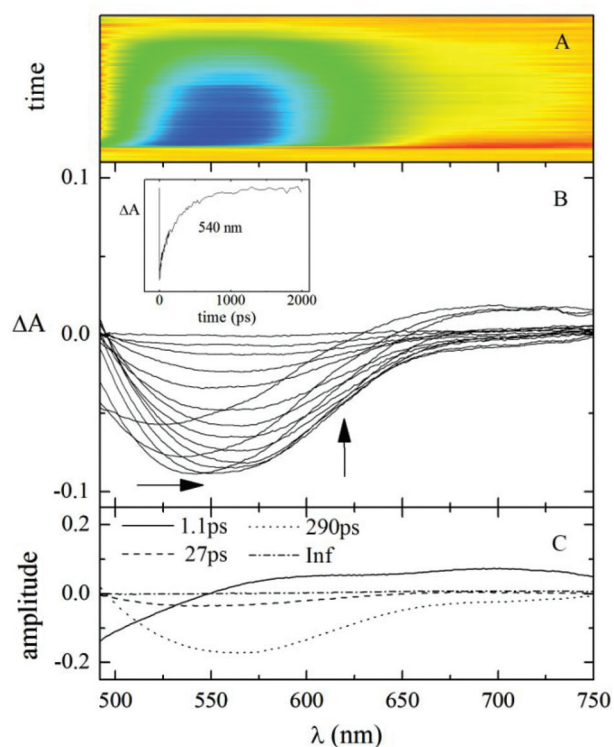 A
time
0.1
B
ΔA
540 nm
0
1000
2000
time (ps)
ΔA
0.0
-0.1
0.2
1.1ps
290ps
C
27ps
Inf
amplitude
0.0
-0.2
500
550
600
650
700
750
λ (nm)